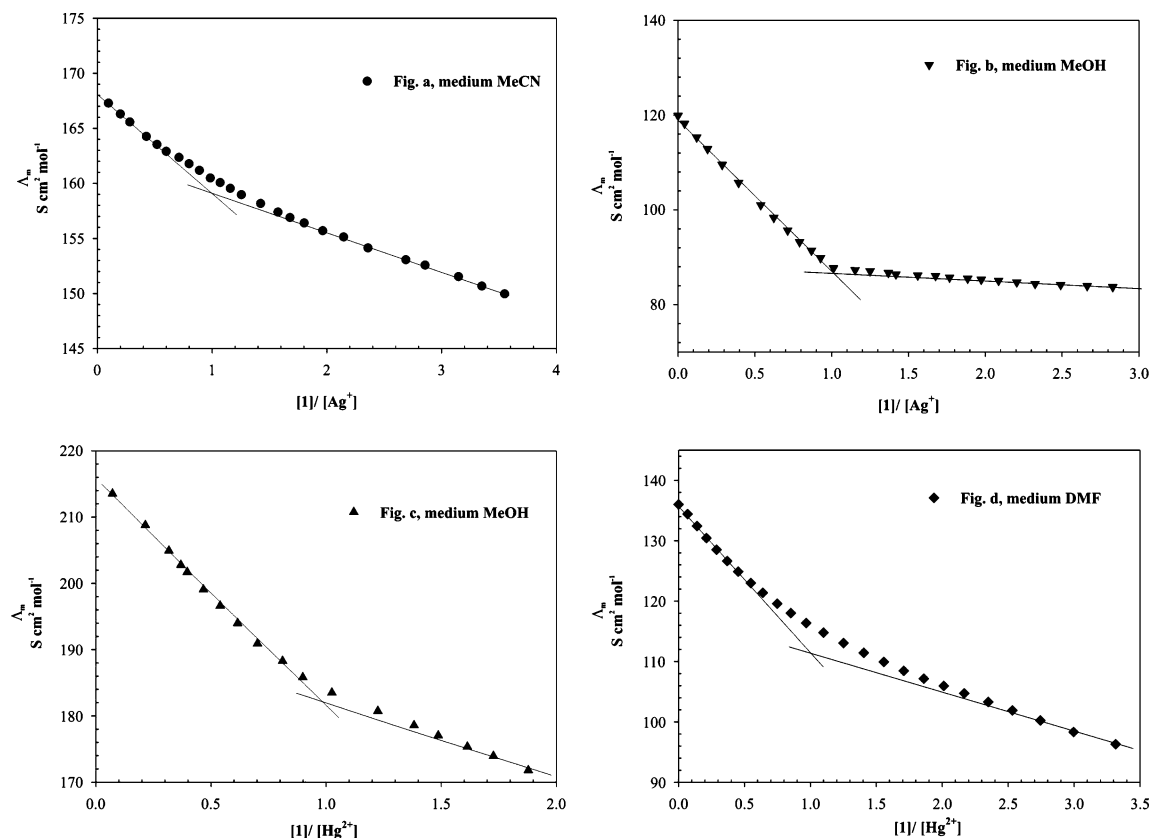 175
170
165
160
155
150
145
Λm
S cm² mol⁻¹
● Fig. a, medium MeCN
0 1 2 3 4
[1]/ [Ag⁺]
140
120
100
80
Λm
S cm² mol⁻¹
▼ Fig. b, medium MeOH
0.0 0.5 1.0 1.5 2.0 2.5 3.0
[1]/ [Ag⁺]
220
210
200
190
180
170
Λm
S cm² mol⁻¹
▲ Fig. c, medium MeOH
0.0 0.5 1.0 1.5 2.0
[1]/ [Hg²⁺]
140
130
120
110
100
90
Λm
S cm² mol⁻¹
◆ Fig. d, medium DMF
0.0 0.5 1.0 1.5 2.0 2.5 3.0 3.5
[1]/ [Hg²⁺]